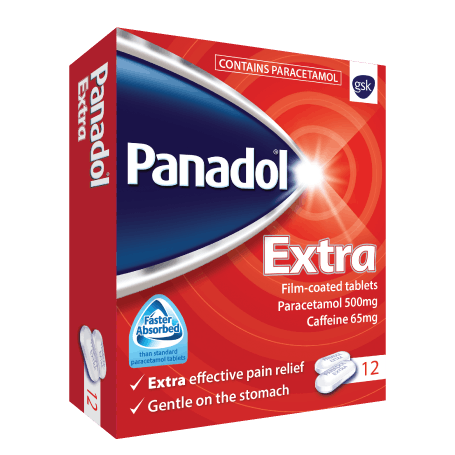 Panadol
Extra
12
CONTAINS PARACETAMOL
gsk
Panadol®
Extra
Film-coated tablets
Paracetamol 500mg
Caffeine 65mg
Faster
Absorbed
than standard
paracetamol tablets
✓ Extra effective pain relief
✓ Gentle on the stomach
12